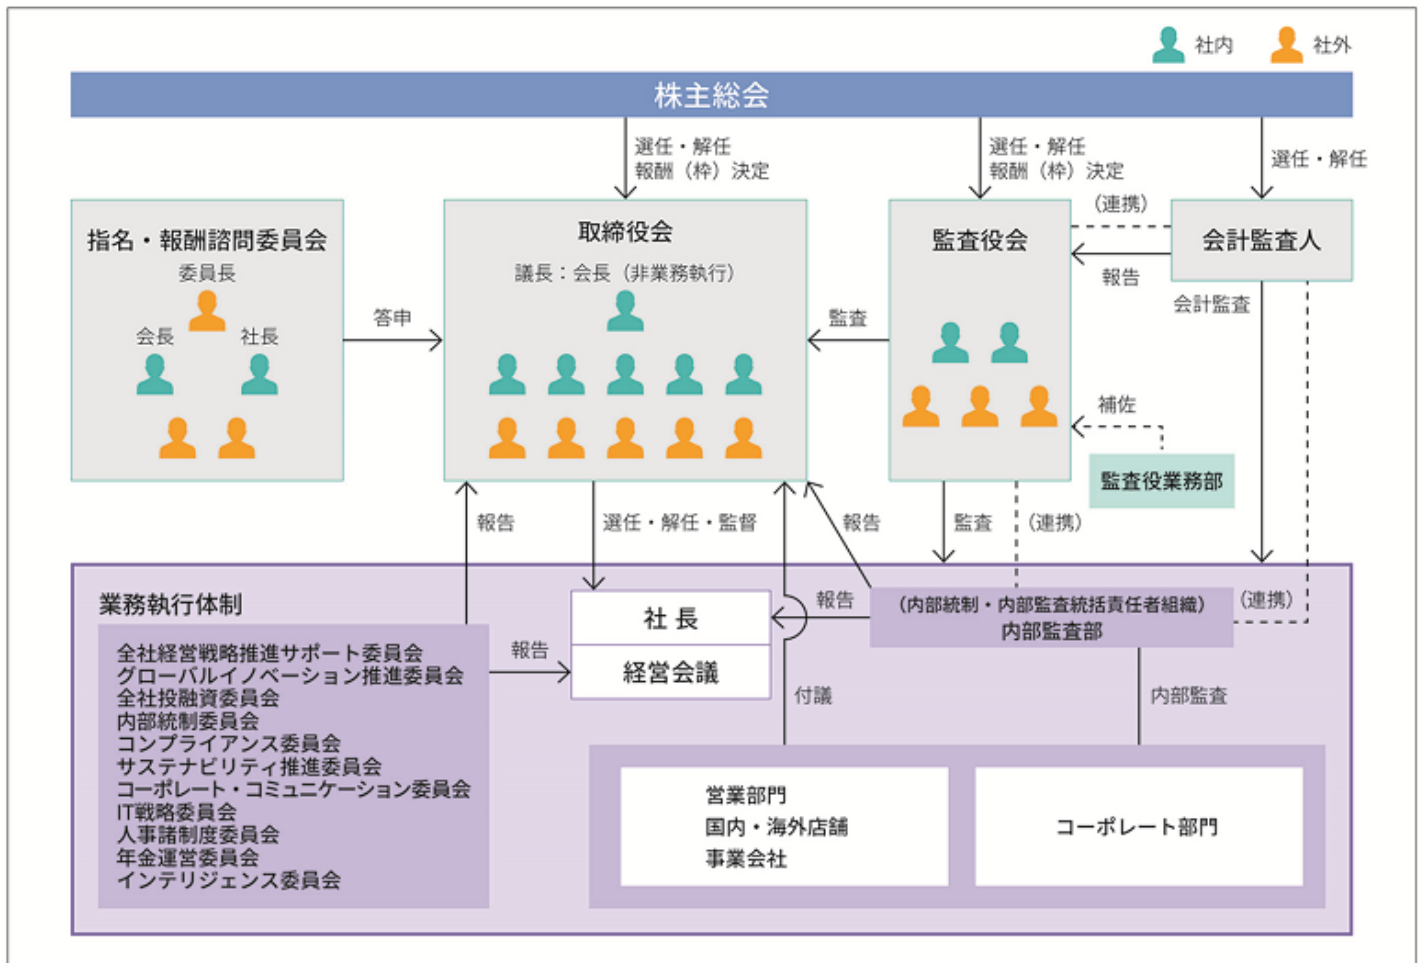 社内
社外
株主総会
選任・解任
報酬（枠）決定
選任・解任
報酬（枠）決定
選任・解任
指名・報酬諮問委員会
委員長
会長
社長
答申
取締役会
議長：会長（非業務執行）
監査
監査役会
（連携）
報告
会計監査人
会計監査
補佐
監査役業務部
報告
選任・解任・監督
報告
監査
（連携）
業務執行体制
全社経営戦略推進サポート委員会
グローバルイノベーション推進委員会
全社投融資委員会
内部統制委員会
コンプライアンス委員会
サステナビリティ推進委員会
コーポレート・コミュニケーション委員会
IT戦略委員会
人事諸制度委員会
年金運営委員会
インテリジェンス委員会
報告
社 長
経営会議
報告
（内部統制・内部監査統括責任者組織）
内部監査部
（連携）
付議
内部監査
営業部門
国内・海外店舗
事業会社
コーポレート部門